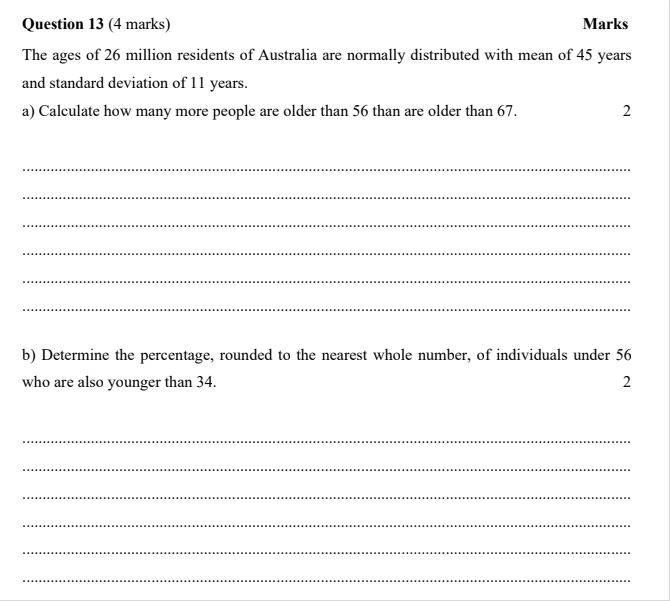 Question 13 (4 marks) Marks
The ages of 26 million residents of Australia are normally distributed with mean of 45 years
and standard deviation of 11 years.
a) Calculate how many more people are older than 56 than are older than 67. 2
b) Determine the percentage, rounded to the nearest whole number, of individuals under 56
who are also younger than 34. 2